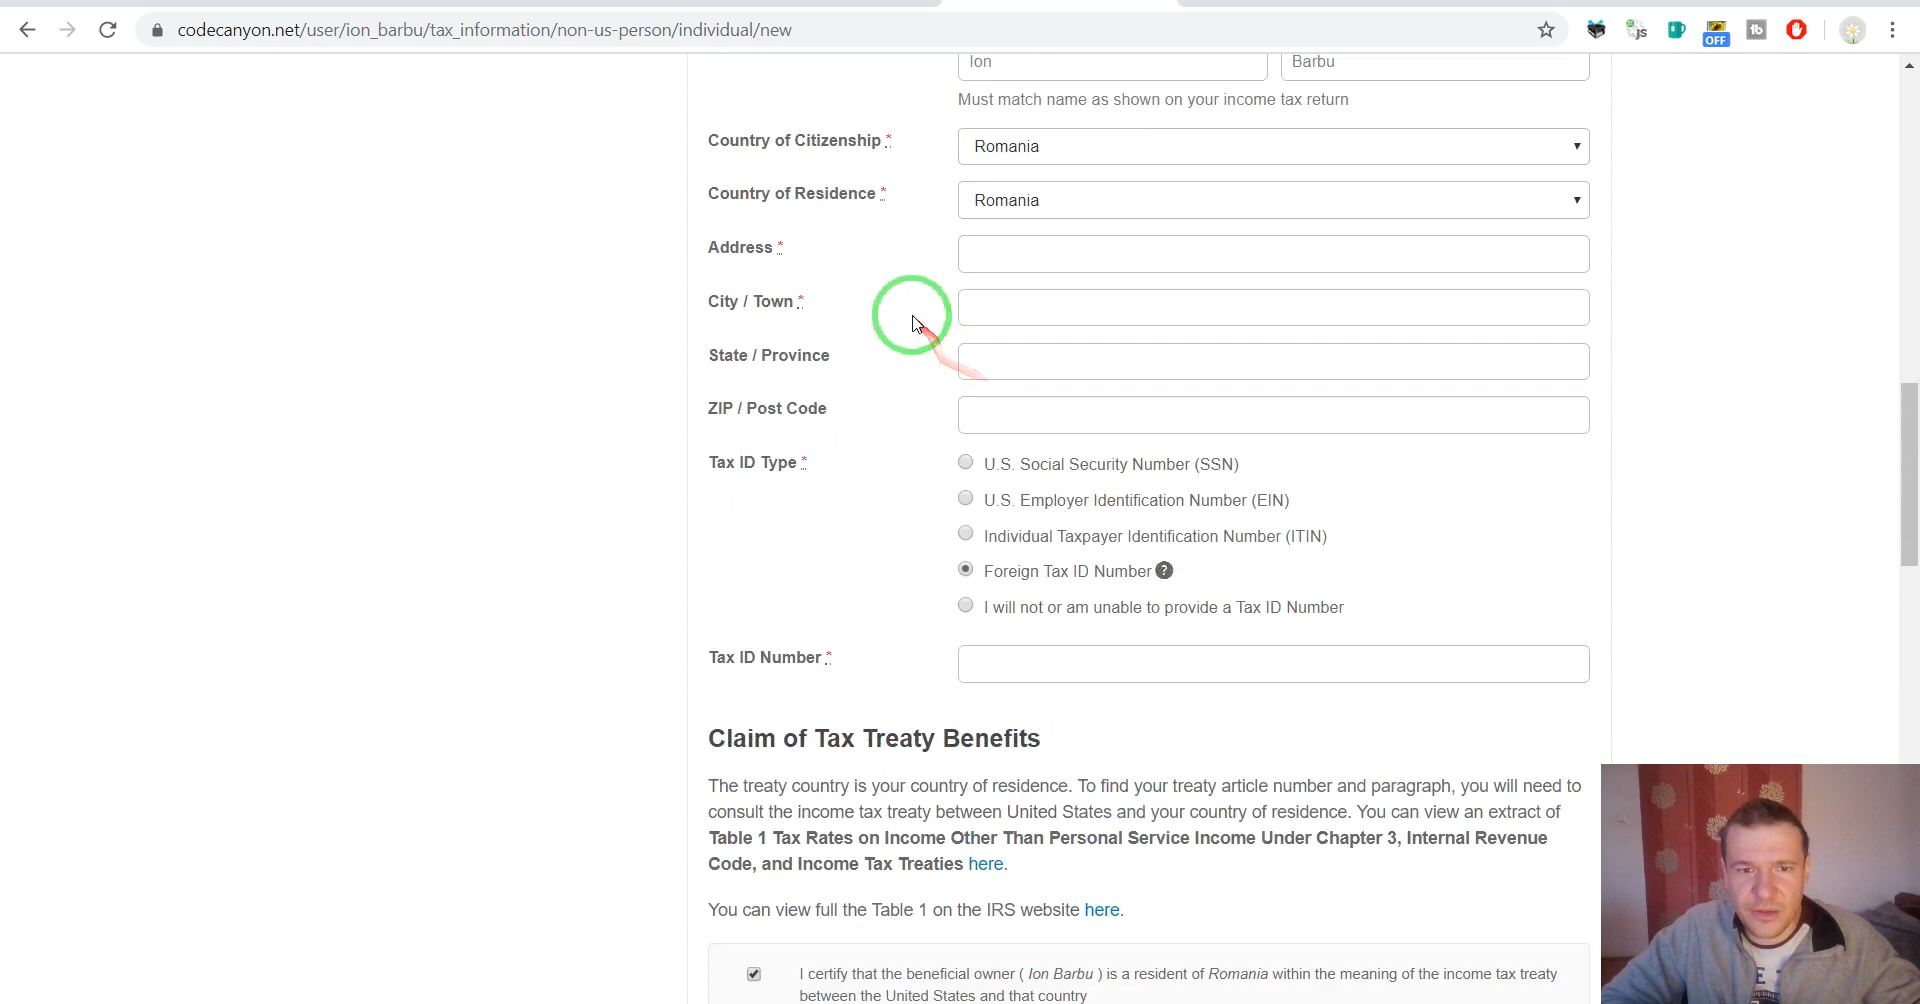 codecanyon.net/user/ion_barbu/tax_information/non-us-person/individual/new
JS
OFF
Ion
Barbu
Must match name as shown on your income tax return
Country of Citizenship *
Romania
Country of Residence *
Romania
Address *
City / Town *
State / Province
ZIP / Post Code
Tax ID Type *
U.S. Social Security Number (SSN)
U.S. Employer Identification Number (EIN)
Individual Taxpayer Identification Number (ITIN)
Foreign Tax ID Number ?
I will not or am unable to provide a Tax ID Number
Tax ID Number *
Claim of Tax Treaty Benefits
The treaty country is your country of residence. To find your treaty article number and paragraph, you will need to
consult the income tax treaty between United States and your country of residence. You can view an extract of
Table 1 Tax Rates on Income Other Than Personal Service Income Under Chapter 3, Internal Revenue
Code, and Income Tax Treaties here.
You can view full the Table 1 on the IRS website here.
I certify that the beneficial owner ( Ion Barbu ) is a resident of Romania within the meaning of the income tax treaty
between the United States and that country